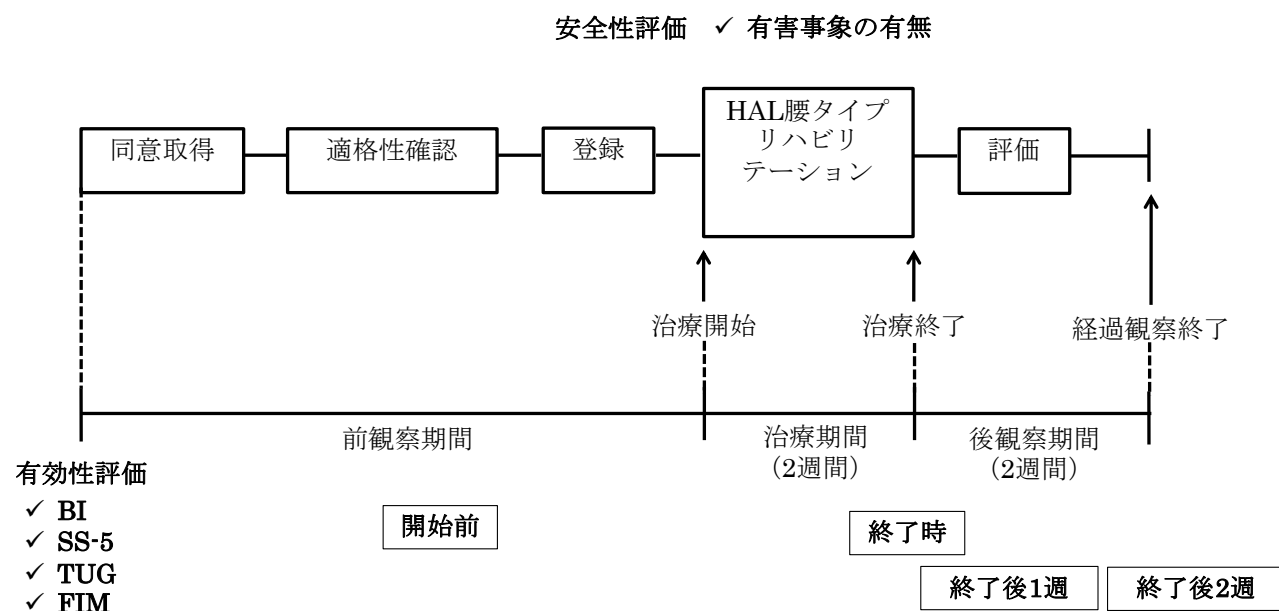 安全性評価 ✓ 有害事象の有無
同意取得
適格性確認
登録
HAL腰タイプ
リハビリ
テーション
評価
治療開始
治療終了
経過観察終了
前観察期間
治療期間
(2週間)
後観察期間
(2週間)
有効性評価
✓ BI
✓ SS-5
✓ TUG
✓ FIM
開始前
終了時
終了後1週
終了後2週